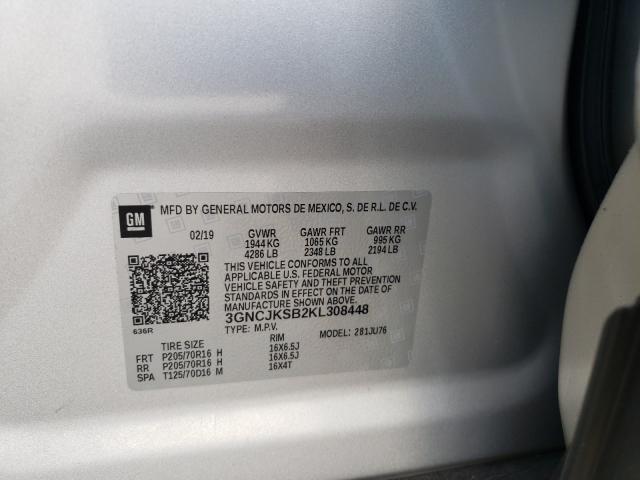 GM
MFD BY GENERAL MOTORS DE MEXICO, S. DE R.L. DE C.V.
02/19 GVWR GAWR FRT GAWR RR
1944 KG 1065 KG 995 KG
4286 LB 2348 LB 2194 LB
THIS VEHICLE CONFORMS TO ALL
APPLICABLE U.S. FEDERAL MOTOR
VEHICLE SAFETY AND THEFT PREVENTION
STANDARDS IN EFFECT ON THE DATE OF
MANUFACTURE SHOWN ABOVE.
3GNCJKSB2KL308448
636R
TYPE: M.P.V. MODEL: 281JU76
TIRE SIZE RIM
FRT P205/70R16 H 16X6.5J
RR P205/70R16 H 16X6.5J
SPA T125/70D16 M 16X4T